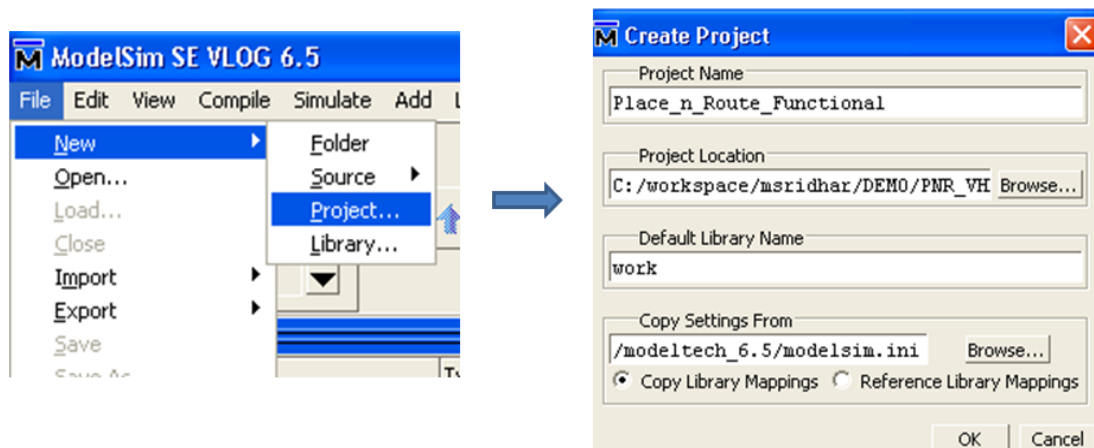 ModelSim SE VLOG 6.5
File Edit View Compile Simulate Add
New
Open...
Load...
Close
Import
Export
Save
Save As
Folder
Source
Project...
Library...
Create Project
Project Name
Place_n_Route_Functional
Project Location
C:/workspace/msridhar/DEMO/PNR_VH Browse...
Default Library Name
work
Copy Settings From
/modeltech_6.5/modelsim.ini Browse...
Copy Library Mappings Reference Library Mappings
OK Cancel